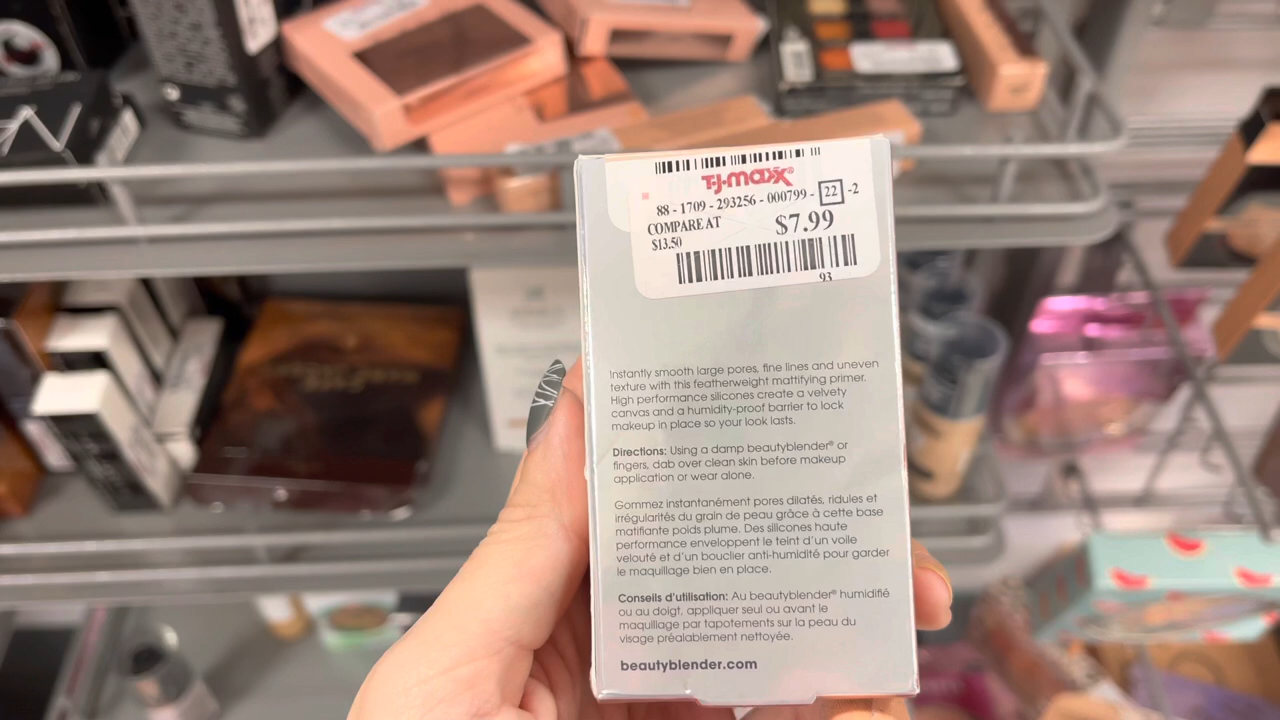 T·J·maxx®
88 - 1709 - 293256 - 000799 - 22 -2
COMPARE AT $7.99
$13.50
93
Instantly smooth large pores, fine lines and uneven
texture with this featherweight mattifying primer.
High performance silicones create a velvety
canvas and a humidity-proof barrier to lock
makeup in place so your look lasts.
Directions: Using a damp beautyblender® or
fingers, dab over clean skin before makeup
application or wear alone.
Gommez instantanément pores dilatés, ridules et
irrégularités du grain de peau grâce à cette base
matifiante poids plume. Des silicones haute
performance enveloppent le teint d'un voile
velouté et d'un bouclier anti-humidité pour garder
le maquillage bien en place.
Conseils d'utilisation: Au beautyblender® humidifié
ou au doigt, appliquer seul ou avant le
maquillage par tapotements sur la peau du
visage préalablement nettoyée.
beautyblender.com